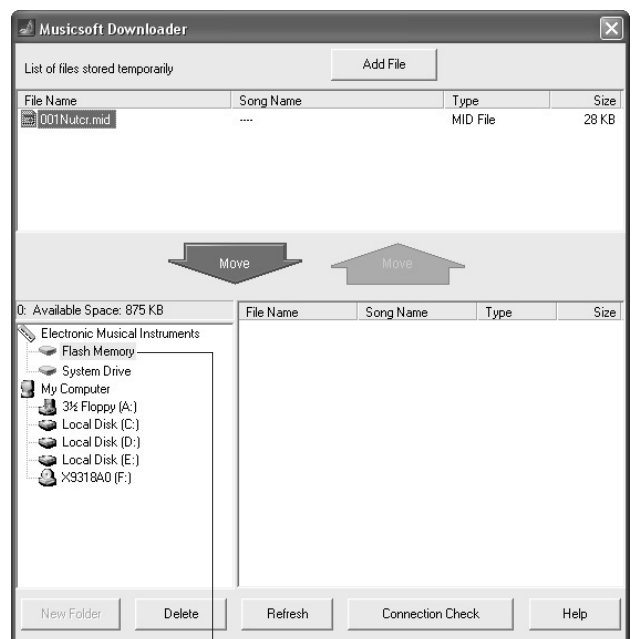 Musicsoft Downloader
List of files stored temporarily
Add File
File Name Song Name Type Size
001Nutcr.mid ---- MID File 28 KB
Move Move
0: Available Space: 875 KB
File Name Song Name Type Size
Electronic Musical Instruments
Flash Memory
System Drive
My Computer
3½ Floppy (A:)
Local Disk (C:)
Local Disk (D:)
Local Disk (E:)
X9318A0 (F:)
New Folder Delete Refresh Connection Check Help